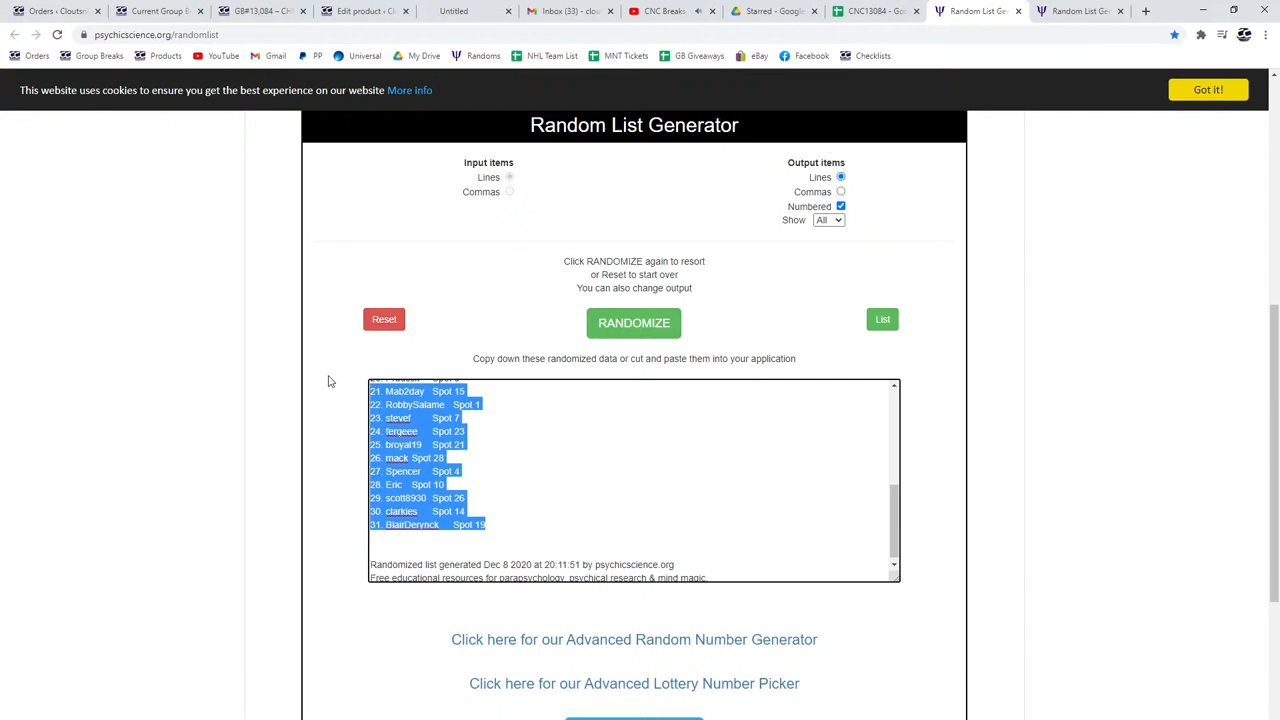 Orders ‹ Cloutsn
Current Group B
GB#13,084 – CH
Edit product ‹ C
Untitled
Inbox (33) - clou
CNC Breaks
Starred - Google
CNC13084 - Go
Random List Ge
Random List Ge
psychicscience.org/randomlist
Orders
Group Breaks
Products
YouTube
Gmail
PP
Universal
My Drive
Randoms
NHL Team List
MNT Tickets
GB Giveaways
eBay
Facebook
Checklists
This website uses cookies to ensure you get the best experience on our website More info
Got it!
Random List Generator
Input items
Output items
Lines
Lines
Commas
Commas
Numbered
Show All
Click RANDOMIZE again to resort
or Reset to start over
You can also change output
Reset
RANDOMIZE
List
Copy down these randomized data or cut and paste them into your application
21. Mab2day Spot 15
22. RobbySalame Spot 1
23. stevef Spot 7
24. fergeee Spot 23
25. broyal19 Spot 21
26. mack Spot 28
27. Spencer Spot 4
28. Eric Spot 10
29. scott8930 Spot 26
30. clarkies Spot 14
31. BlairDerynck Spot 19
Randomized list generated Dec 8 2020 at 20:11:51 by psychicscience.org
Free educational resources for parapsychology, psychical research & mind magic.
Click here for our Advanced Random Number Generator
Click here for our Advanced Lottery Number Picker